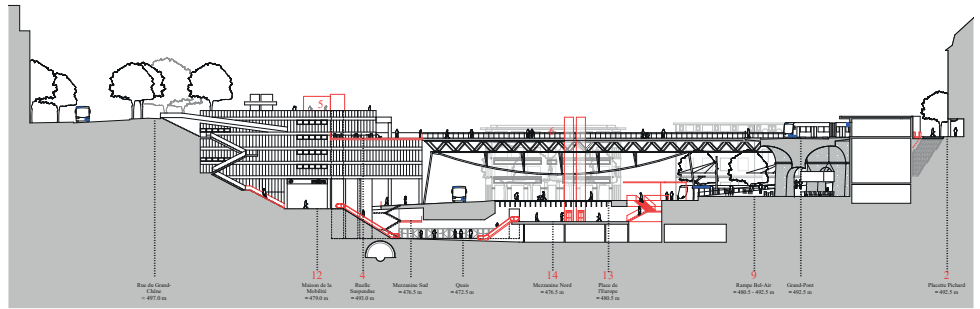 5
6
12
4
14
13
9
2
Rue du Grand-
Chêne
= 497.0 m
Maison de la
Mobilité
= 479.0 m
Ruelle
Suspendue
= 493.0 m
Mezzanine Sud
= 476.5 m
Quais
= 472.5 m
Mezzanine Nord
= 476.5 m
Place de
l'Europe
= 480.5 m
Rampe Bel-Air
= 480.5 - 492.5 m
Grand-Pont
= 492.5 m
Placette Pichard
= 492.5 m